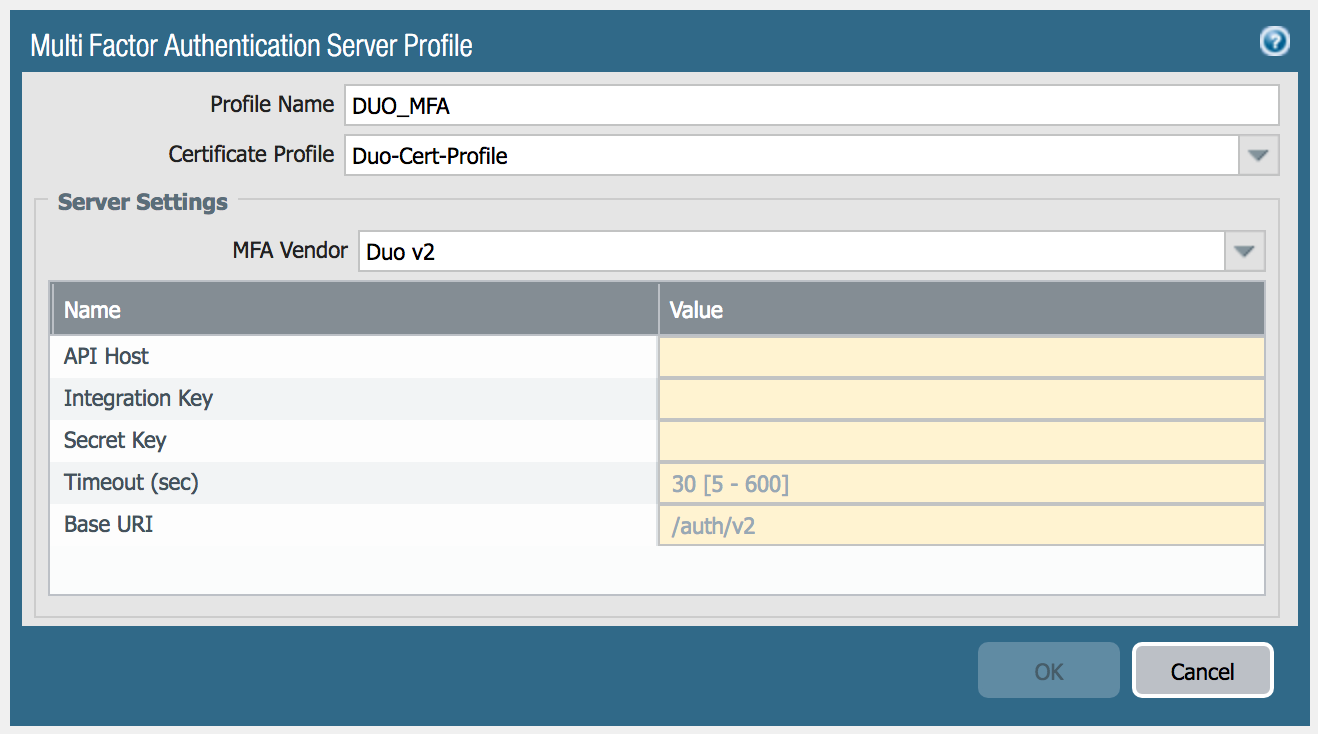 Multi Factor Authentication Server Profile ?
Profile Name DUO_MFA
Certificate Profile Duo-Cert-Profile
Server Settings
MFA Vendor Duo v2
Name Value
API Host
Integration Key
Secret Key
Timeout (sec) 30 [5 - 600]
Base URI /auth/v2
OK Cancel